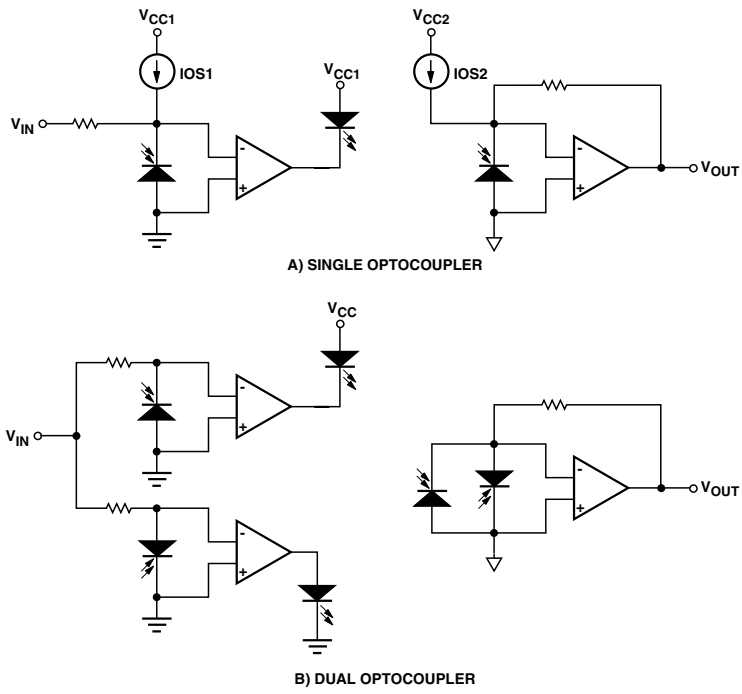 VCC1
IOS1
VCC1
VIN
-
+
VCC2
IOS2
-
+
VOUT
A) SINGLE OPTOCOUPLER
VCC
VIN
-
+
-
+
-
+
VOUT
B) DUAL OPTOCOUPLER